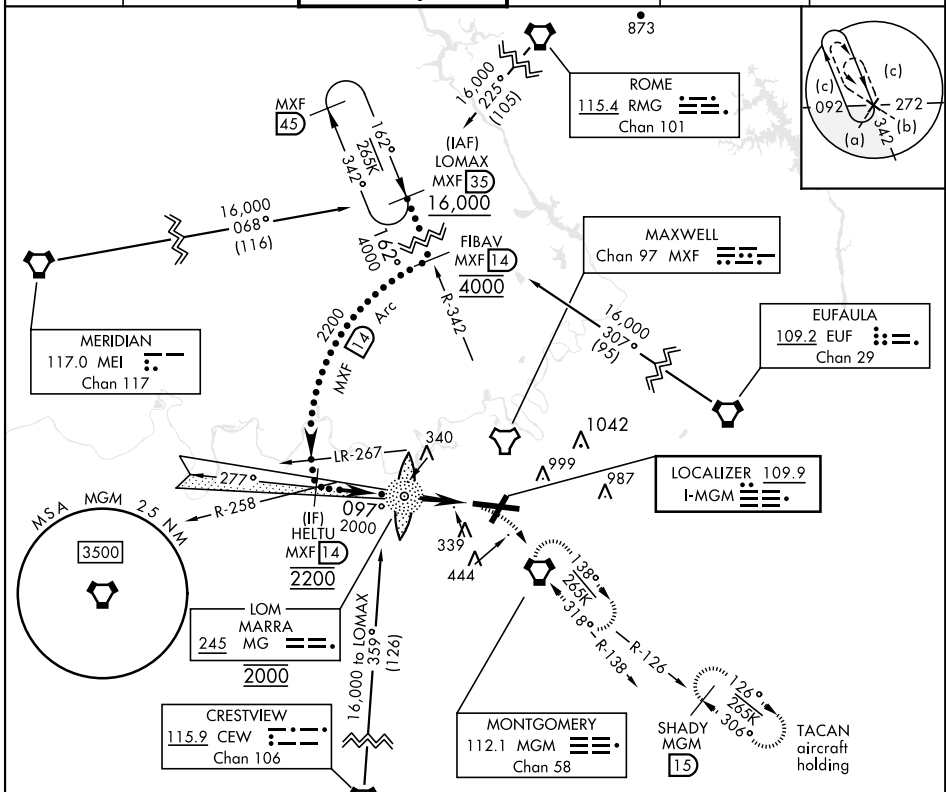 873
ROME
115.4 RMG
Chan 101
16,000
225°
(105)
(c)
(c)
092
272
(a)
(b)
342
MXF
45
162°
265K
342°
(IAF)
LOMAX
MXF 35
16,000
16,000
068°
(116)
162°
4000
FIBAV
MXF 14
4000
MAXWELL
Chan 97 MXF
R-342
MERIDIAN
117.0 MEI
Chan 117
2200
MXF 14 Arc
16,000
307°
(95)
EUFAULA
109.2 EUF
Chan 29
340
1042
999
987
LR-267
277°
R-258
LOCALIZER 109.9
I-MGM
MSA MGM 25 NM
3500
(IF)
HELTU
MXF 14
2200
097°
2000
339
444
LOM
MARRA
245 MG
2000
138°
265K
318°
R-138
R-126
16,000 to LOMAX
359°
(126)
CRESTVIEW
115.9 CEW
Chan 106
MONTGOMERY
112.1 MGM
Chan 58
SHADY
MGM
15
126°
265K
306°
TACAN
aircraft
holding